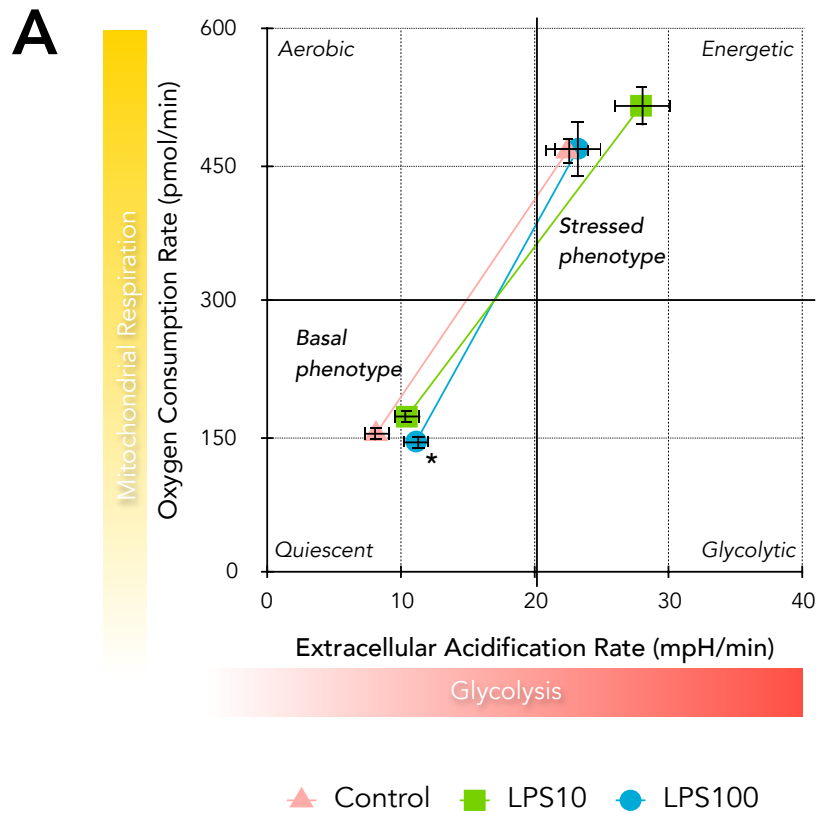 A
Mitochondrial Respiration
Oxygen Consumption Rate (pmol/min)
600
450
300
150
0
Aerobic
Energetic
Stressed
phenotype
Basal
phenotype
*
Quiescent
Glycolytic
0 10 20 30 40
Extracellular Acidification Rate (mpH/min)
Glycolysis
Control LPS10 LPS100